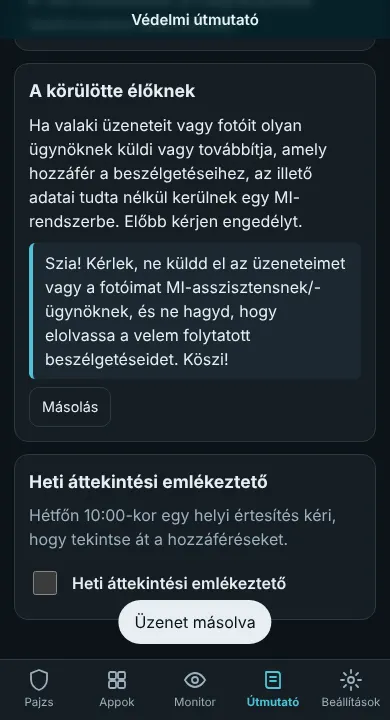 Védelmi útmutató
A körülötte élőknek
Ha valaki üzeneteit vagy fotóit olyan
ügynöknek küldi vagy továbbítja, amely
hozzáfér a beszélgetéseihez, az illető
adatai tudta nélkül kerülnek egy MI-
rendszerbe. Előbb kérjen engedélyt.
Szia! Kérlek, ne küldd el az üzeneteimet
vagy a fotóimat MI-asszisztensnek/-
ügynöknek, és ne hagyd, hogy
elolvassa a velem folytatott
beszélgetéseidet. Köszi!
Másolás
Heti áttekintési emlékeztető
Hétfőn 10:00-kor egy helyi értesítés kéri,
hogy tekintse át a hozzáféréseket.
Heti áttekintési emlékeztető
Üzenet másolva
Pajzs
Appok
Monitor
Útmutató
Beállítások